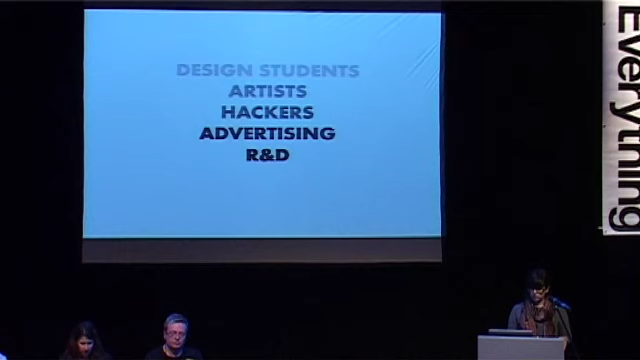 DESIGN STUDENTS
ARTISTS
HACKERS
ADVERTISING
R&D
Everything